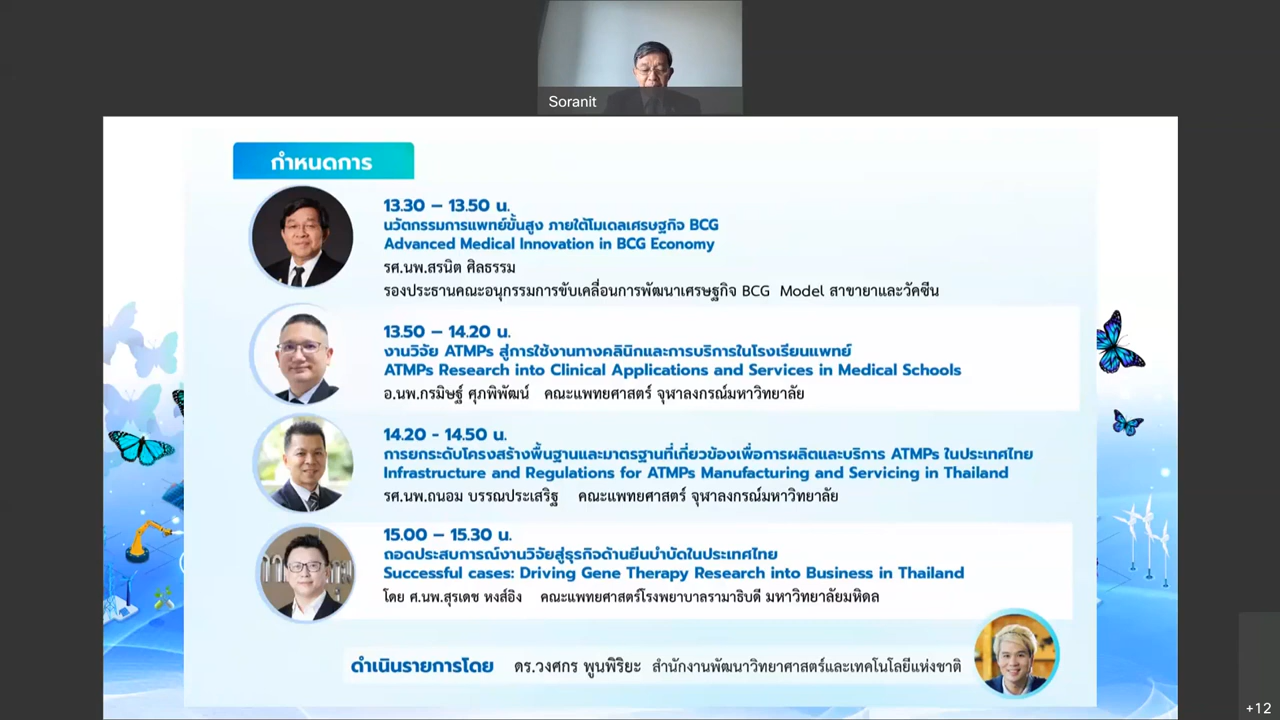 Soranit
กำหนดการ
13.30 – 13.50 น.
นวัตกรรมการแพทย์ขั้นสูง ภายใต้โมเดลเศรษฐกิจ BCG
Advanced Medical Innovation in BCG Economy
รศ.นพ.สรนิต ศิลธรรม
รองประธานคณะอนุกรรมการขับเคลื่อนการพัฒนาเศรษฐกิจ BCG Model สาขายาและวัคซีน
13.50 – 14.20 น.
งานวิจัย ATMPs สู่การใช้งานทางคลินิกและการบริการในโรงเรียนแพทย์
ATMPs Research into Clinical Applications and Services in Medical Schools
อ.นพ.กรมิษฐ์ ศุภพิพัฒน์ คณะแพทยศาสตร์ จุฬาลงกรณ์มหาวิทยาลัย
14.20 - 14.50 น.
การยกระดับโครงสร้างพื้นฐานและมาตรฐานที่เกี่ยวข้องเพื่อการผลิตและบริการ ATMPs ในประเทศไทย
Infrastructure and Regulations for ATMPs Manufacturing and Servicing in Thailand
รศ.นพ.ถนอม บรรณประเสริฐ คณะแพทยศาสตร์ จุฬาลงกรณ์มหาวิทยาลัย
15.00 – 15.30 น.
ถอดประสบการณ์งานวิจัยสู่ธุรกิจด้านยีนบำบัดในประเทศไทย
Successful cases: Driving Gene Therapy Research into Business in Thailand
โดย ศ.นพ.สุรเดช หงส์อิง คณะแพทยศาสตร์โรงพยาบาลรามาธิบดี มหาวิทยาลัยมหิดล
ดำเนินรายการโดย ดร.วงศกร พูนพิริยะ สำนักงานพัฒนาวิทยาศาสตร์และเทคโนโลยีแห่งชาติ
+12